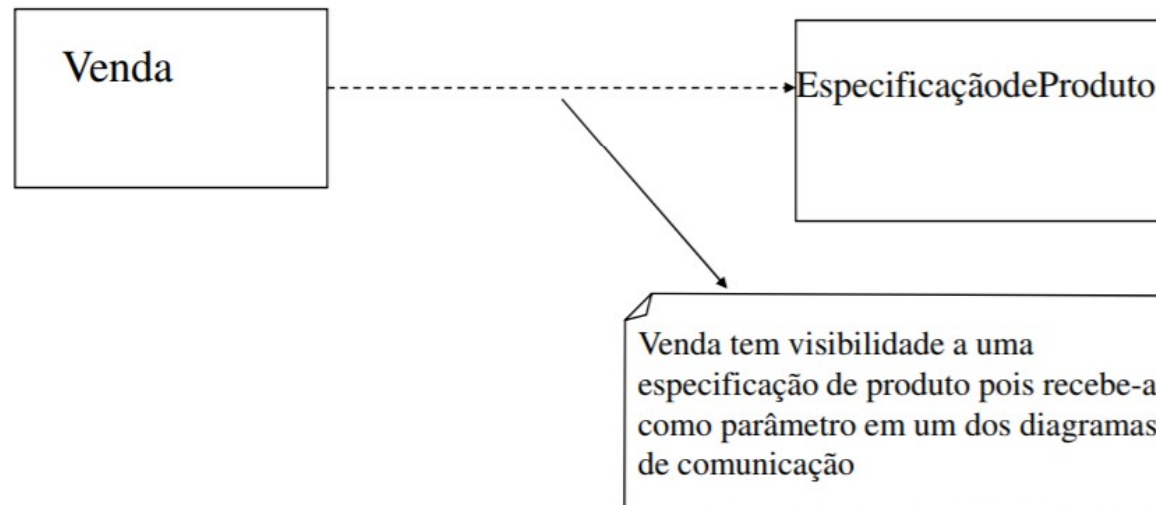 Venda
EspecificaçãodeProduto
Venda tem visibilidade a uma
especificação de produto pois recebe-a
como parâmetro em um dos diagramas
de comunicação